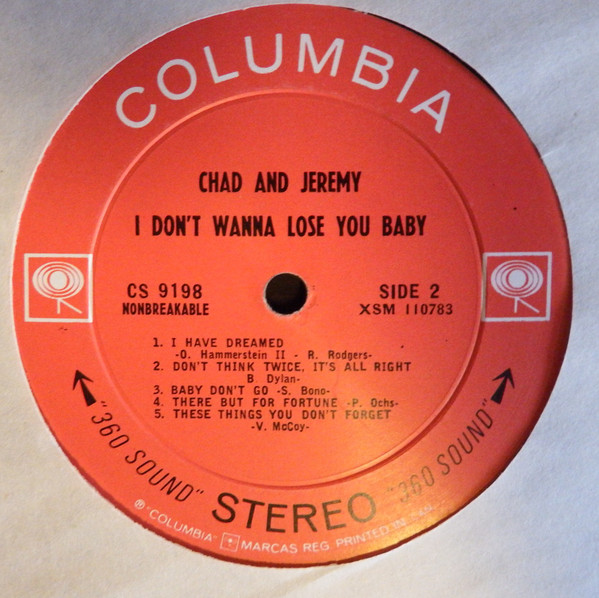 COLUMBIA
CHAD AND JEREMY
I DON'T WANNA LOSE YOU BABY
CS 9198
NONBREAKABLE
SIDE 2
XSM 110783
1. I HAVE DREAMED
-O. Hammerstein II - R. Rodgers-
2. DON'T THINK TWICE, IT'S ALL RIGHT
B. Dylan-
3. BABY DON'T GO -S. Bono-
4. THERE BUT FOR FORTUNE -P. Ochs-
5. THESE THINGS YOU DON'T FORGET
-V. McCoy-
"360 SOUND" STEREO "360 SOUND"
® "COLUMBIA" MARCAS REG. PRINTED IN